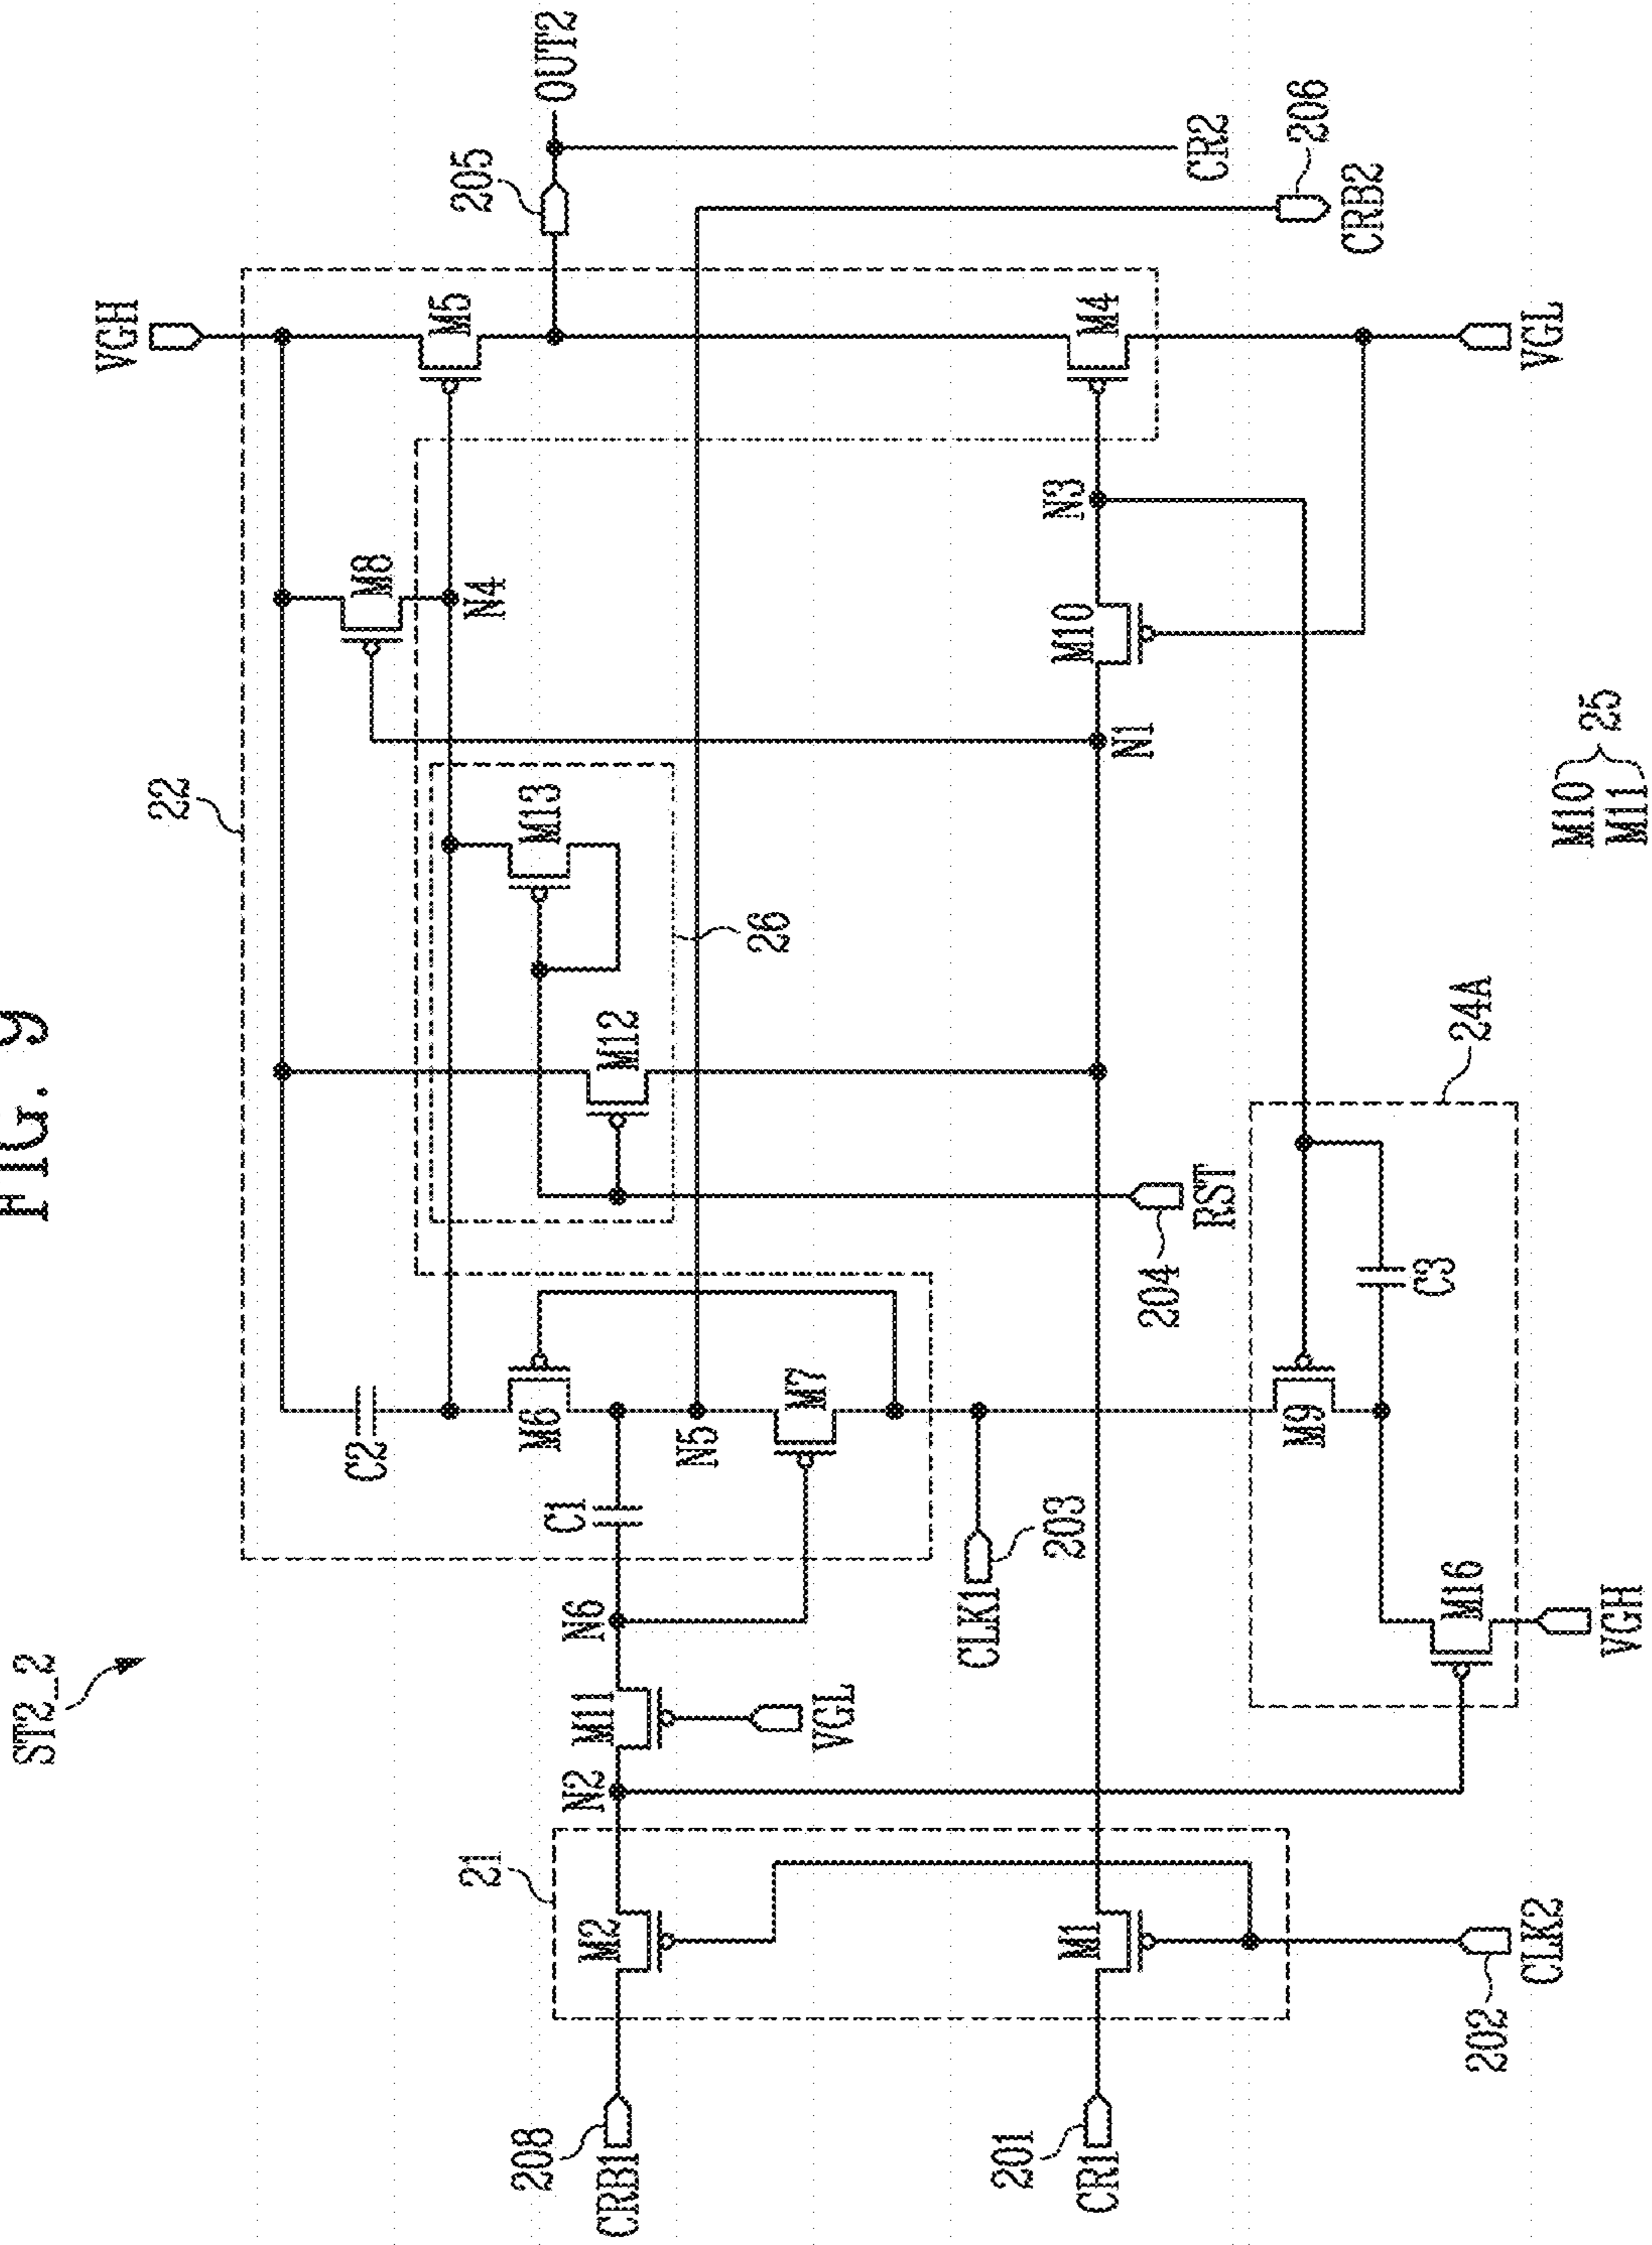 FIG. 9
ST2_2
22
VGH
C2
M8
N4
M5
205
OUT2
M6
M13
C1
N6
M12
26
N5
M7
21
N2
M11
VGL
M2
208
CRB1
CLK1
203
204
RST
N1
M10
N3
M4
CR2
206
CRB2
M1
201
CR1
202
CLK2
M9
C3
M16
24A
VGH
VGL
M10
M11
25